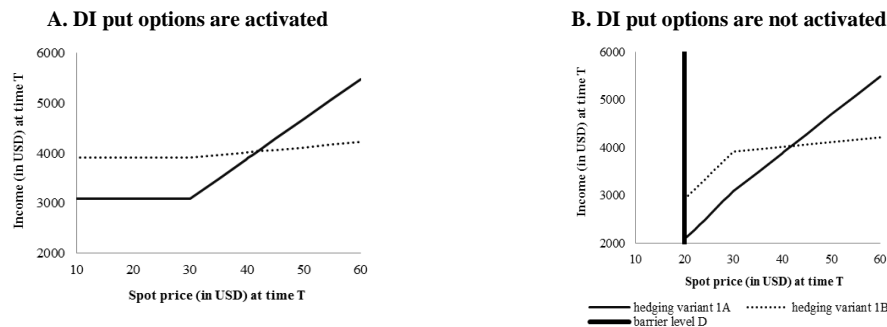 A. DI put options are activated
6000
5000
4000
3000
2000
10 20 30 40 50 60
Income (in USD) at time T
Spot price (in USD) at time T
B. DI put options are not activated
6000
5000
4000
3000
2000
10 20 30 40 50 60
Income (in USD) at time T
Spot price (in USD) at time T
hedging variant 1A
hedging variant 1B
barrier level D